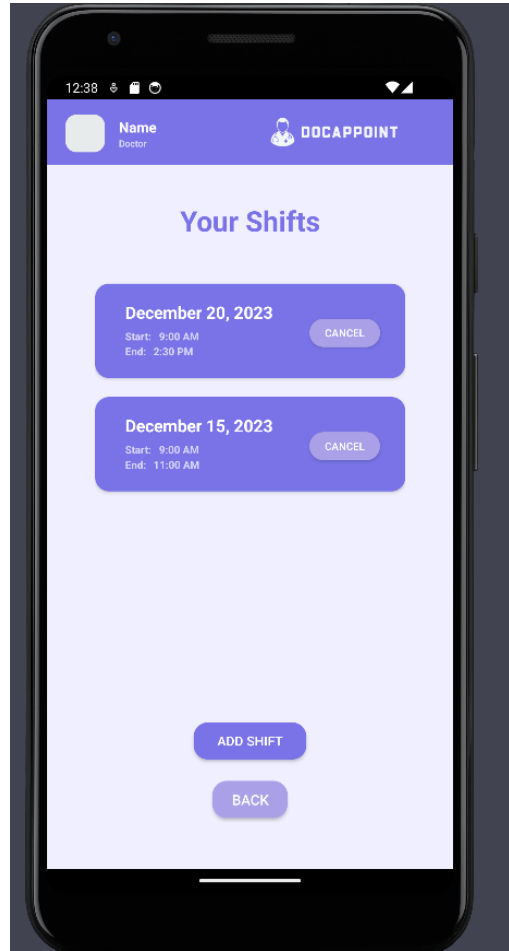 12:38
Name
Doctor
DOCAPPOINT
Your Shifts
December 20, 2023
Start: 9:00 AM
End: 2:30 PM
CANCEL
December 15, 2023
Start: 9:00 AM
End: 11:00 AM
CANCEL
ADD SHIFT
BACK